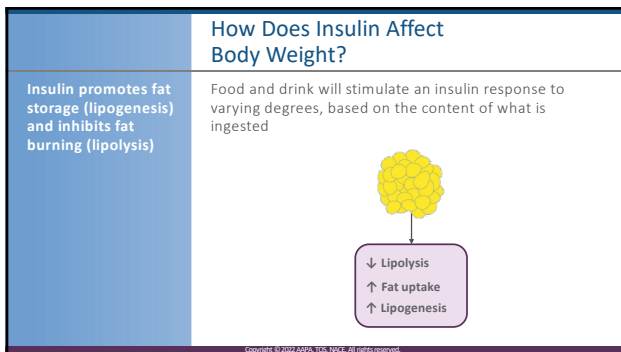 How Does Insulin Affect
Body Weight?
Insulin promotes fat
storage (lipogenesis)
and inhibits fat
burning (lipolysis)
Food and drink will stimulate an insulin response to
varying degrees, based on the content of what is
ingested
↓ Lipolysis
↑ Fat uptake
↑ Lipogenesis
Copyright © 2022 AAPA, TOS, NACE. All rights reserved.